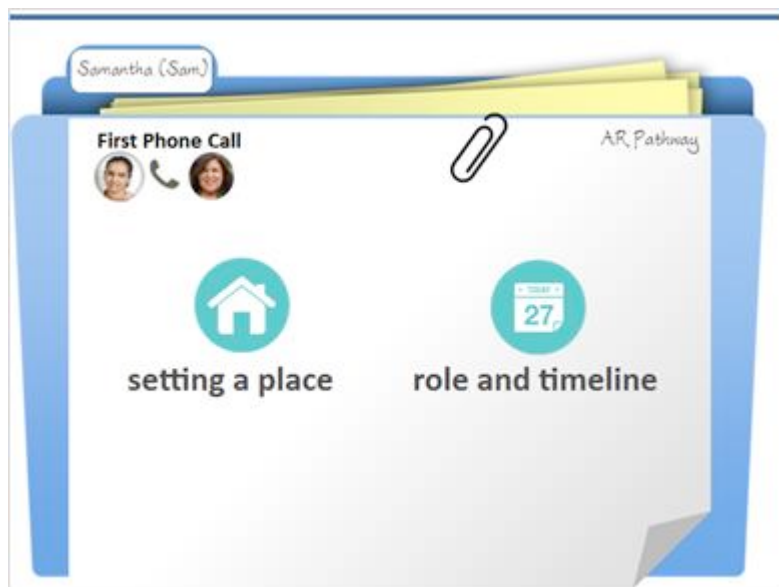 Samantha (Sam)
First Phone Call
AR Pathway
TODAY
27
setting a place
role and timeline